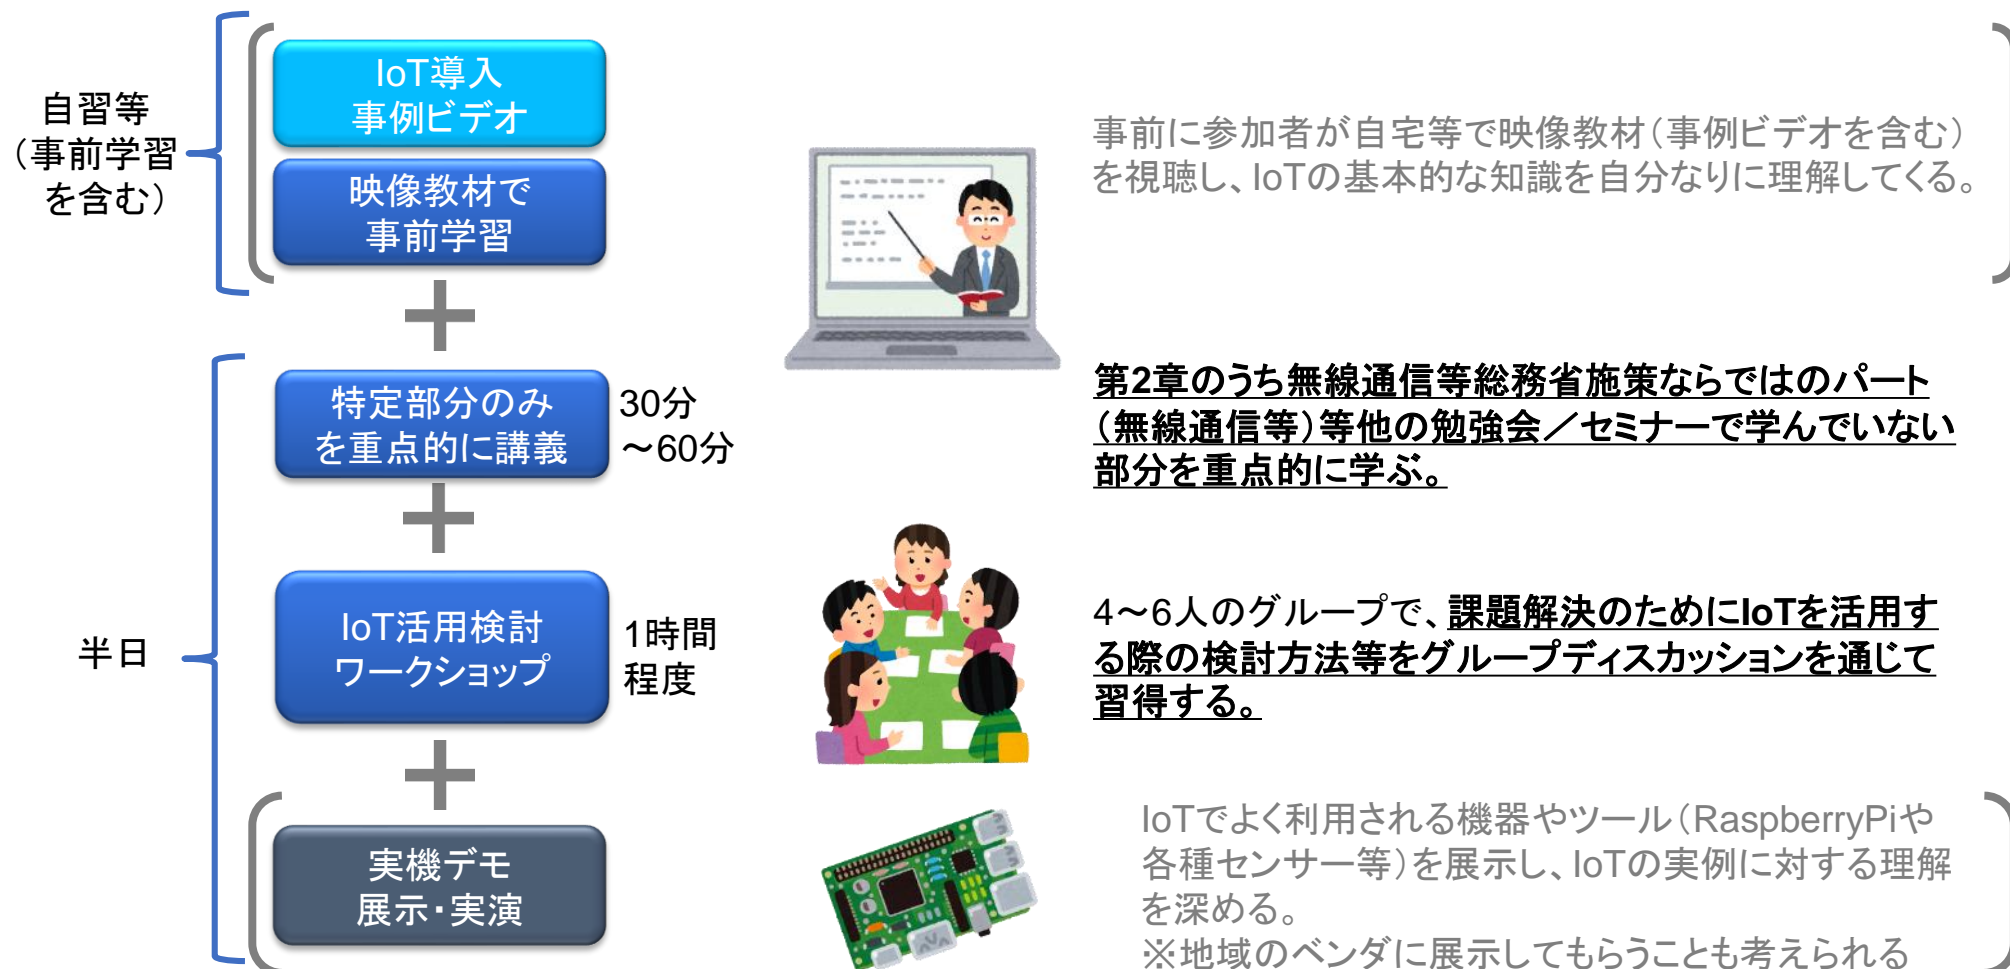 自習等
（事前学習
を含む）
IoT導入
事例ビデオ
映像教材で
事前学習
事前に参加者が自宅等で映像教材（事例ビデオを含む）
を視聴し、IoTの基本的な知識を自分なりに理解してくる。
半日
特定部分のみ
を重点的に講義
30分
～60分
第2章のうち無線通信等総務省施策ならではのパート
（無線通信等）等他の勉強会／セミナーで学んでいない
部分を重点的に学ぶ。
IoT活用検討
ワークショップ
1時間
程度
4～6人のグループで、課題解決のためにIoTを活用す
る際の検討方法等をグループディスカッションを通じて
習得する。
実機デモ
展示・実演
IoTでよく利用される機器やツール（RaspberryPiや
各種センサー等）を展示し、IoTの実例に対する理解
を深める。
※地域のベンダに展示してもらうことも考えられる